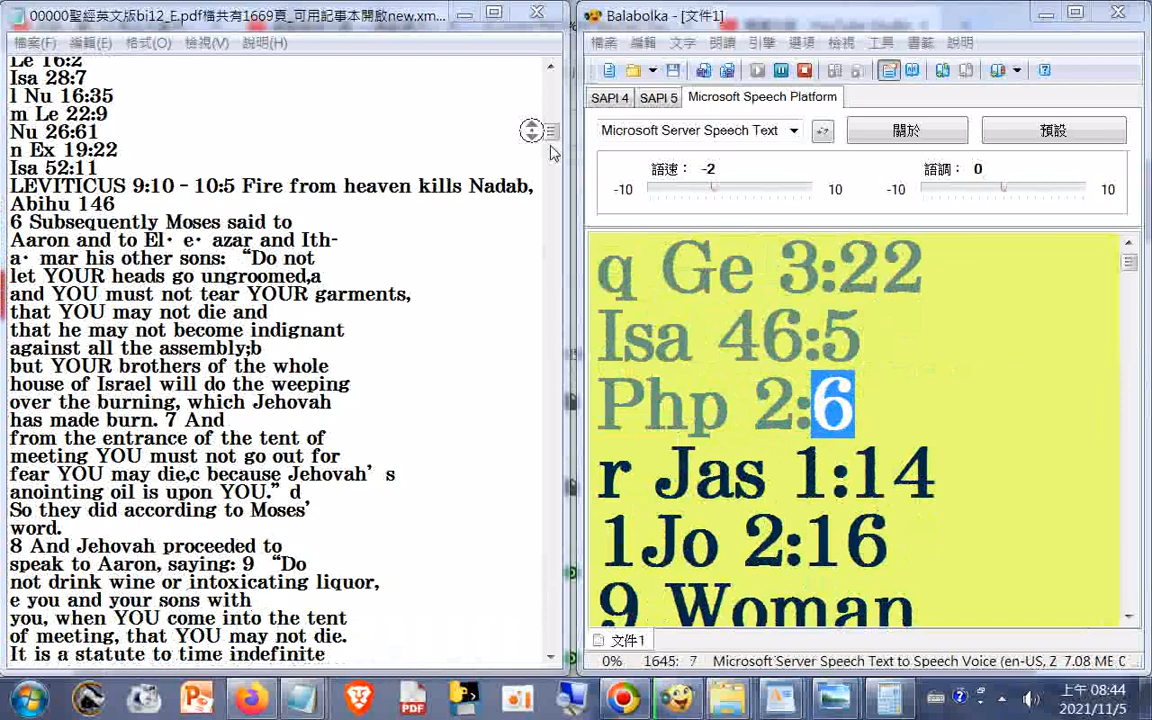 00000聖經英文版bi12_E.pdf檔共有1669頁_可用記事本開啟new.xm...
檔案(F) 編輯(E) 格式(O) 檢視(V) 說明(H)
Le 16:2
Isa 28:7
l Nu 16:35
m Le 22:9
Nu 26:61
n Ex 19:22
Isa 52:11
LEVITICUS 9:10 – 10:5 Fire from heaven kills Nadab,
Abihu 146
6 Subsequently Moses said to
Aaron and to El· e· azar and Ith-
a· mar his other sons: “Do not
let YOUR heads go ungroomed,a
and YOU must not tear YOUR garments,
that YOU may not die and
that he may not become indignant
against all the assembly;b
but YOUR brothers of the whole
house of Israel will do the weeping
over the burning, which Jehovah
has made burn. 7 And
from the entrance of the tent of
meeting YOU must not go out for
fear YOU may die,c because Jehovah’ s
anointing oil is upon YOU.” d
So they did according to Moses’
word.
8 And Jehovah proceeded to
speak to Aaron, saying: 9 “Do
not drink wine or intoxicating liquor,
e you and your sons with
you, when YOU come into the tent
of meeting, that YOU may not die.
It is a statute to time indefinite
Balabolka - [文件1]
檔案 編輯 文字 朗讀 引擎 選項 檢視 工具 書籤 說明
SAPI 4 SAPI 5 Microsoft Speech Platform
Microsoft Server Speech Text 關於 預設
語速： -2 語調： 0
-10 10 -10 10
q Ge 3:22
Isa 46:5
Php 2:6
r Jas 1:14
1Jo 2:16
9 Woman
文件1
0% 1645: 7 Microsoft Server Speech Text to Speech Voice (en-US, Z 7.08 ME
上午 08:44
2021/11/5